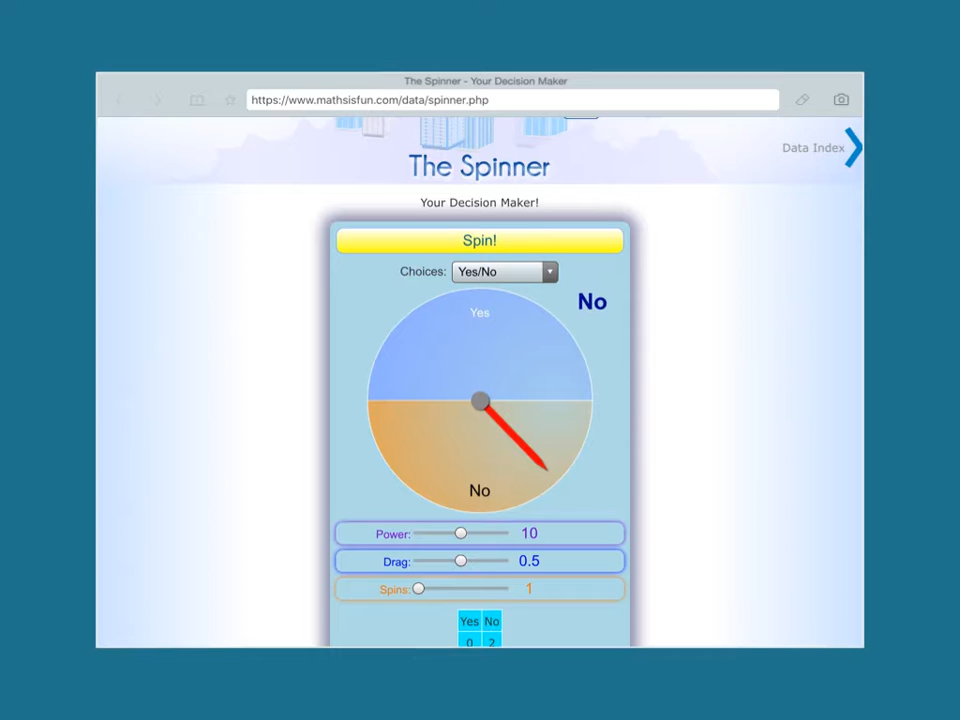 The Spinner - Your Decision Maker
https://www.mathsisfun.com/data/spinner.php
Data Index
The Spinner
Your Decision Maker!
Spin!
Choices: Yes/No
No
Yes
No
Power: 10
Drag: 0.5
Spins: 1
Yes No
0 2